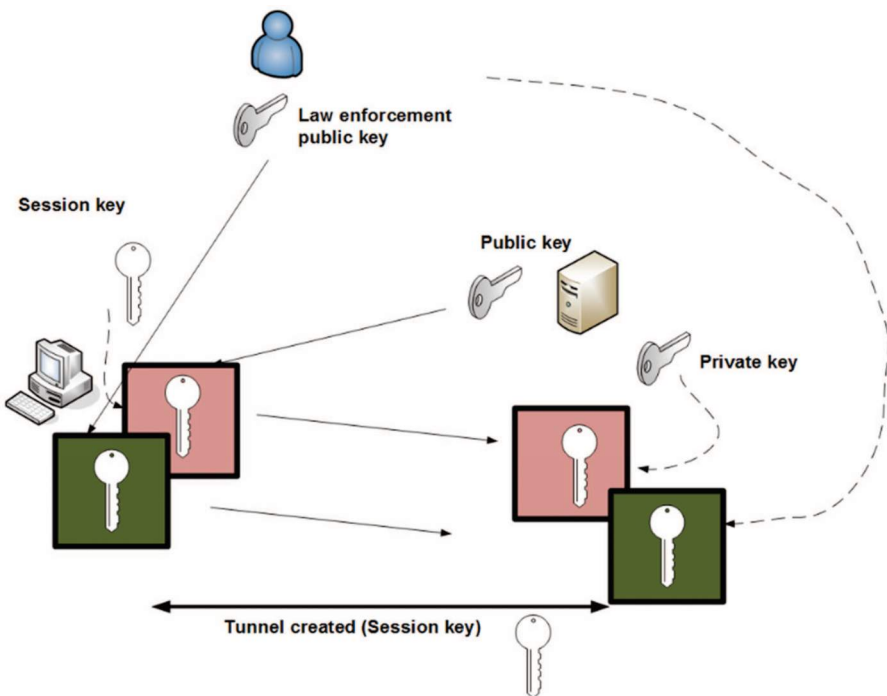 Law enforcement
public key
Session key
Public key
Private key
Tunnel created (Session key)